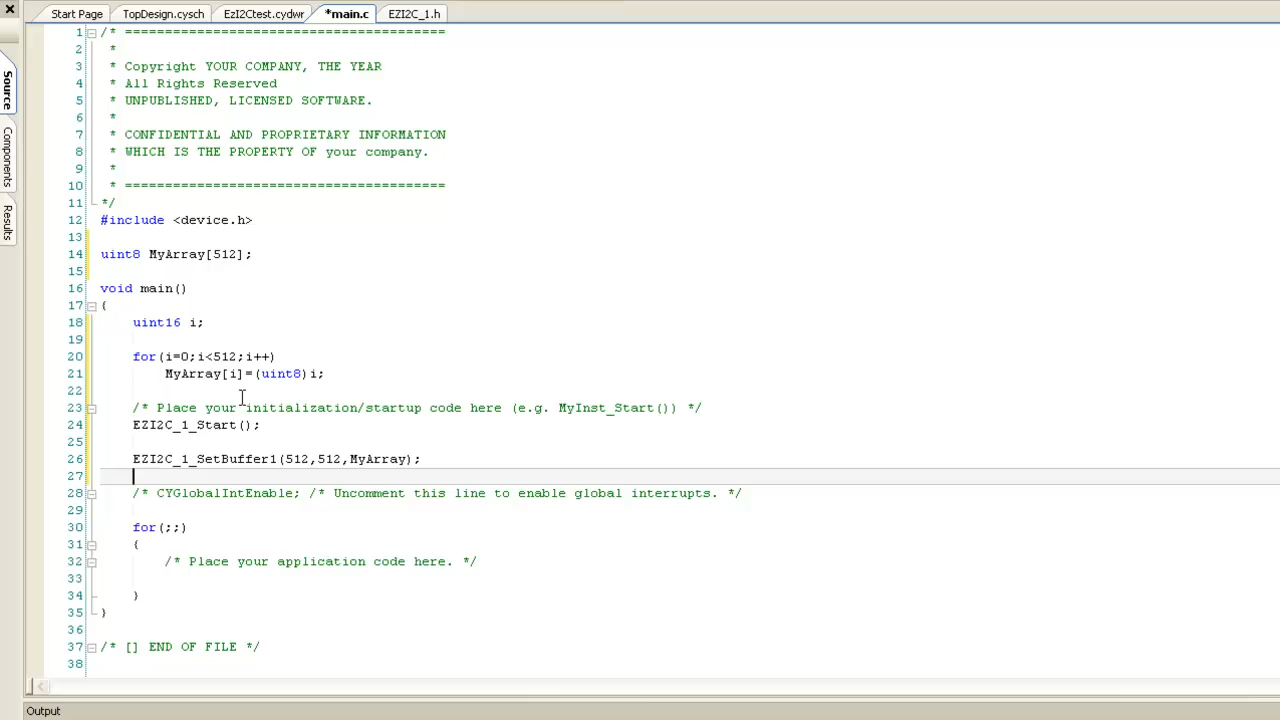 Start Page TopDesign.cysch EzI2Ctest.cydwr *main.c EZI2C_1.h
Source
Components
Results
1 /* ========================================
2 *
3 * Copyright YOUR COMPANY, THE YEAR
4 * All Rights Reserved
5 * UNPUBLISHED, LICENSED SOFTWARE.
6 *
7 * CONFIDENTIAL AND PROPRIETARY INFORMATION
8 * WHICH IS THE PROPERTY OF your company.
9 *
10 * ========================================
11 */
12 #include <device.h>
13
14 uint8 MyArray[512];
15
16 void main()
17 {
18 uint16 i;
19
20 for(i=0;i<512;i++)
21 MyArray[i]=(uint8)i;
22
23 /* Place your initialization/startup code here (e.g. MyInst_Start()) */
24 EZI2C_1_Start();
25
26 EZI2C_1_SetBuffer1(512,512,MyArray);
27
28 /* CYGlobalIntEnable; /* Uncomment this line to enable global interrupts. */
29
30 for(;;)
31 {
32 /* Place your application code here. */
33
34 }
35 }
36
37 /* [] END OF FILE */
38
Output